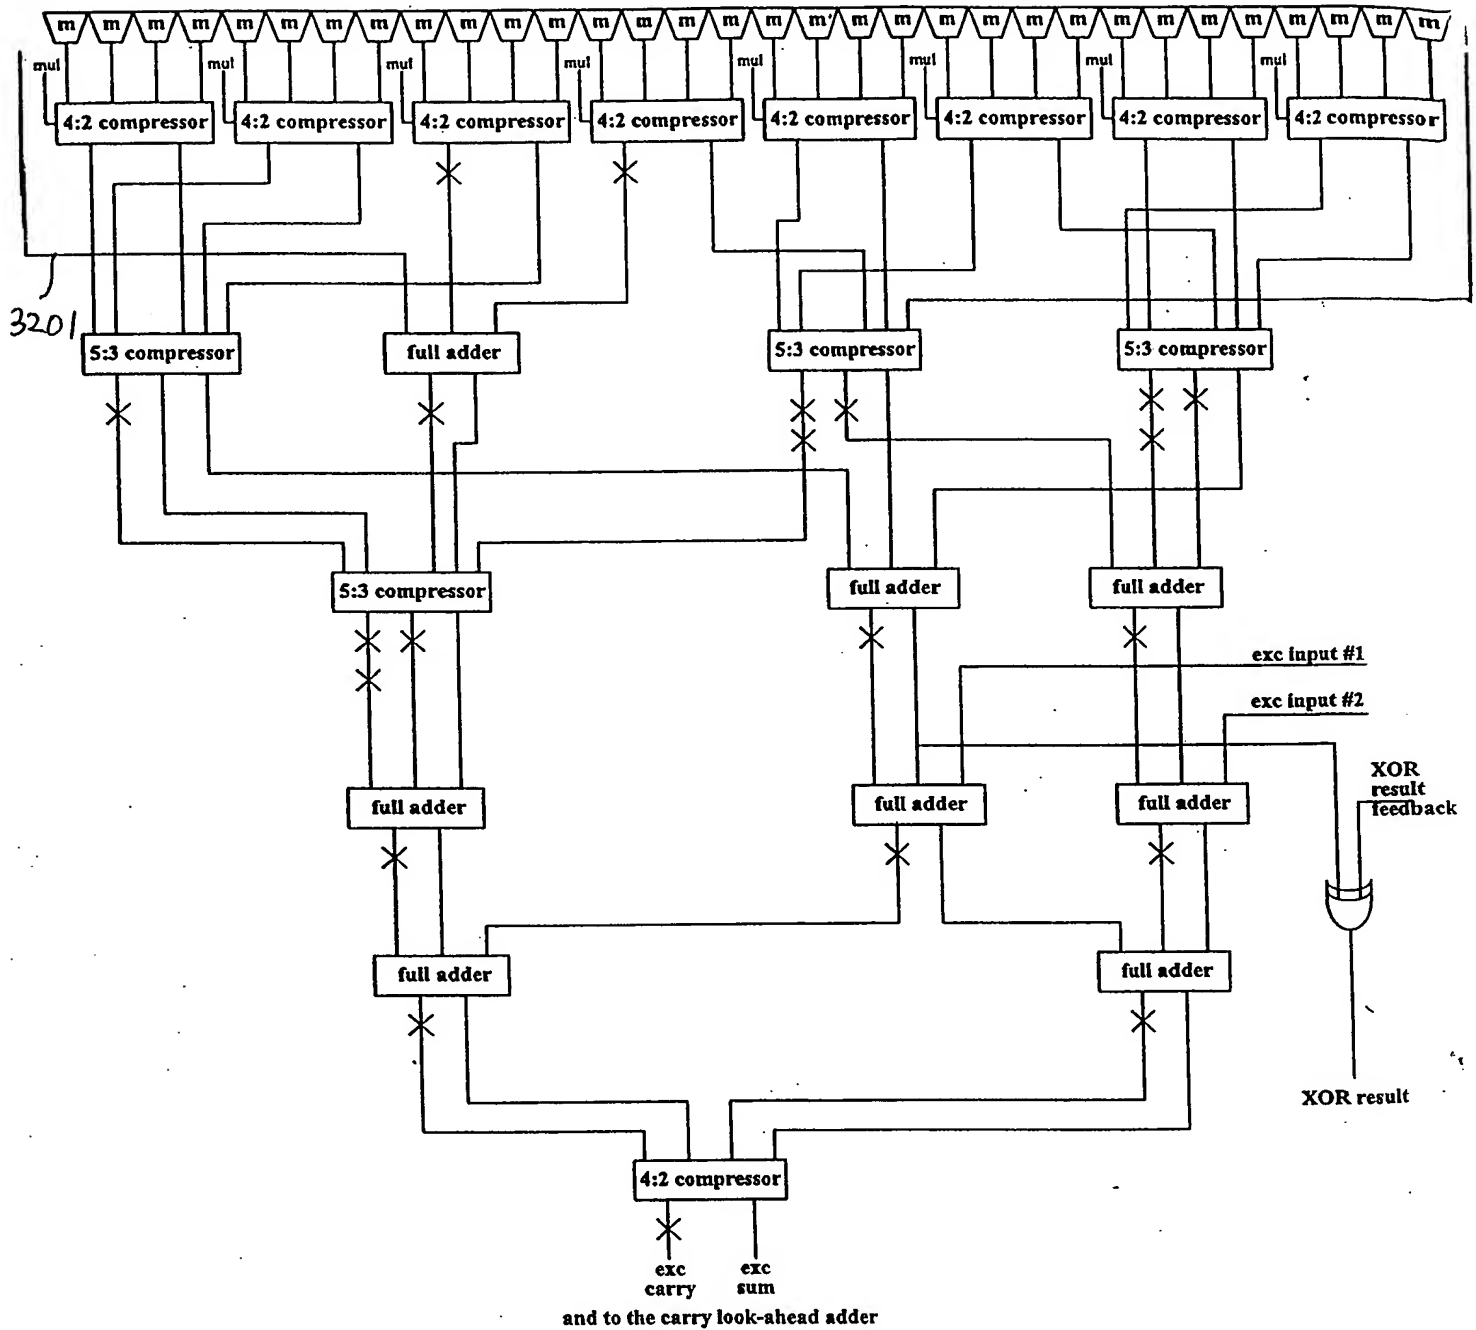 m m m m m m m m m m m m m m m m m m m m m m m m m m m m m m m m
mul mul mul mul mul mul mul mul
4:2 compressor 4:2 compressor 4:2 compressor 4:2 compressor 4:2 compressor 4:2 compressor 4:2 compressor 4:2 compressor
3201
5:3 compressor full adder 5:3 compressor 5:3 compressor
5:3 compressor full adder full adder
exc input #1
exc input #2
XOR
result
feedback
full adder full adder full adder
full adder full adder
XOR result
4:2 compressor
exc carry
exc sum
and to the carry look-ahead adder